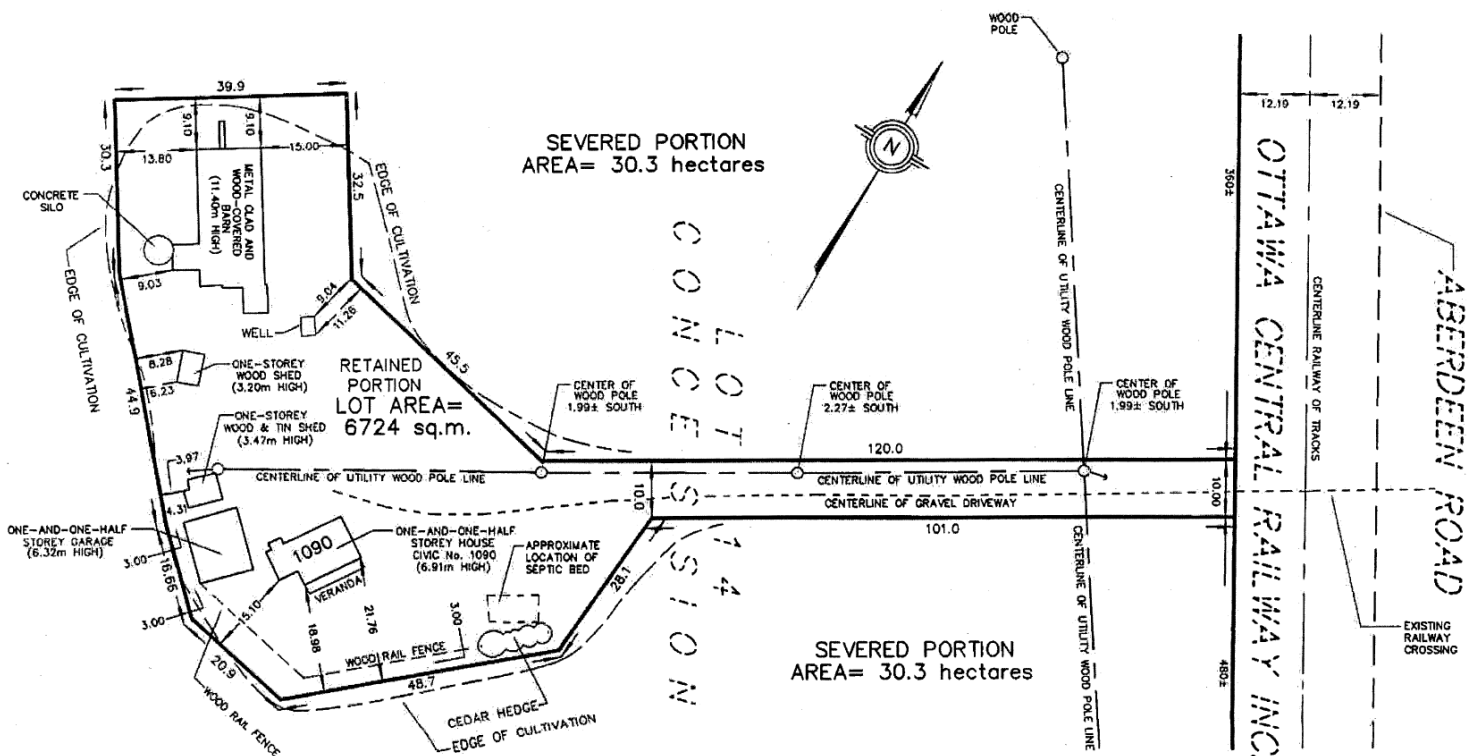 WOOD
POLE
39.9
9.10
9.10
13.80
15.00
30.3
32.5
METAL CLAD AND
WOOD-COVERED
BARN
(11.40m HIGH)
CONCRETE
SILO
EDGE OF CULTIVATION
EDGE OF CULTIVATION
9.03
9.04
11.26
WELL
SEVERED PORTION
AREA= 30.3 hectares
N
CENTERLINE OF UTILITY WOOD POLE LINE
360±
12.19
12.19
OTTAWA CENTRAL RAILWAY INC
CENTERLINE RAILWAY OF TRACKS
ABERDEEN ROAD
LOT 14
CONCESSION
8.28
6.23
ONE-STOREY
WOOD SHED
(3.20m HIGH)
RETAINED
PORTION
LOT AREA=
6724 sq.m.
45.5
44.9
ONE-STOREY
WOOD & TIN SHED
(3.47m HIGH)
CENTER OF
WOOD POLE
1.99± SOUTH
CENTER OF
WOOD POLE
2.27± SOUTH
CENTER OF
WOOD POLE
1.99± SOUTH
120.0
3.97
CENTERLINE OF UTILITY WOOD POLE LINE
CENTERLINE OF UTILITY WOOD POLE LINE
10.0
10.00
CENTERLINE OF GRAVEL DRIVEWAY
101.0
4.31
ONE-AND-ONE-HALF
STOREY GARAGE
(6.32m HIGH)
3.00
16.66
1090
ONE-AND-ONE-HALF
STOREY HOUSE
CIVIC No. 1090
(6.91m HIGH)
VERANDA
APPROXIMATE
LOCATION OF
SEPTIC BED
28.1
3.00
15.10
18.98
21.76
3.00
WOOD RAIL FENCE
20.9
48.7
WOOD RAIL FENCE
CEDAR HEDGE
EDGE OF CULTIVATION
SEVERED PORTION
AREA= 30.3 hectares
CENTERLINE OF UTILITY WOOD POLE LINE
480±
EXISTING
RAILWAY
CROSSING